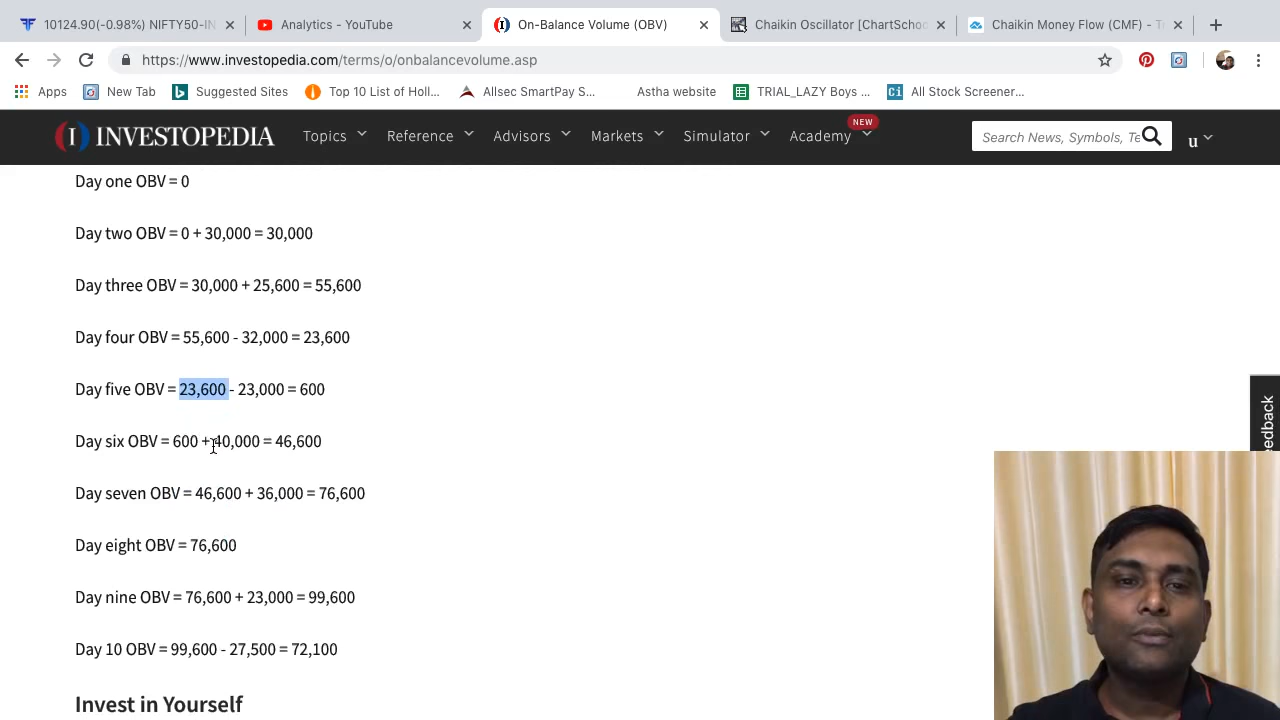 10124.90(-0.98%) NIFTY50-IN
Analytics - YouTube
On-Balance Volume (OBV)
Chaikin Oscillator [ChartSchoo
Chaikin Money Flow (CMF) - T
https://www.investopedia.com/terms/o/onbalancevolume.asp
Apps
New Tab
Suggested Sites
Top 10 List of Holl...
Allsec SmartPay S...
Astha website
TRIAL_LAZY Boys ...
All Stock Screener...
INVESTOPEDIA
Topics
Reference
Advisors
Markets
Simulator
Academy
NEW
Search News, Symbols, Te
u
Day one OBV = 0
Day two OBV = 0 + 30,000 = 30,000
Day three OBV = 30,000 + 25,600 = 55,600
Day four OBV = 55,600 - 32,000 = 23,600
Day five OBV = 23,600 - 23,000 = 600
Day six OBV = 600 + 40,000 = 46,600
Day seven OBV = 46,600 + 36,000 = 76,600
Day eight OBV = 76,600
Day nine OBV = 76,600 + 23,000 = 99,600
Day 10 OBV = 99,600 - 27,500 = 72,100
Invest in Yourself
eedback